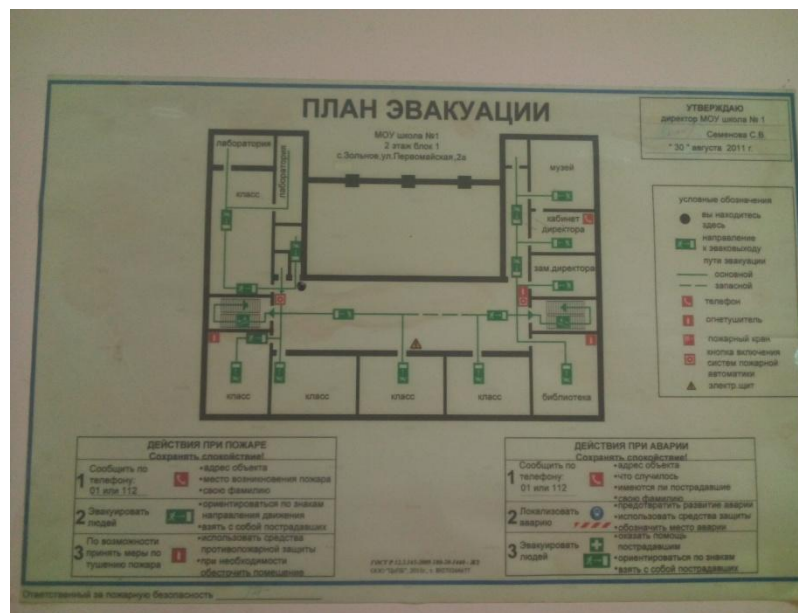 ПЛАН ЭВАКУАЦИИ
МОУ школа №1
2 этаж блок 1
с.Зольное,ул.Первомайская,2а
УТВЕРЖДАЮ
директор МОУ школа № 1
Семенова С.В.
" 30 " августа 2011 г.
лаборатория
лаборатория
класс
музей
кабинет
директора
зам.директора
класс
класс
класс
класс
библиотека
условные обозначения
вы находитесь
здесь
направление
к эваковыходу
пути эвакуации
основной
запасной
телефон
огнетушитель
пожарный кран
кнопка включения
систем пожарной
автоматики
электр.щит
ДЕЙСТВИЯ ПРИ ПОЖАРЕ
Сохранять спокойствие!
1 Сообщить по
телефону:
01 или 112
•адрес объекта
•место возникновения пожара
•свою фамилию
2 Эвакуировать
людей
•ориентироваться по знакам
направления движения
•взять с собой пострадавших
3 По возможности
принять меры по
тушению пожара
•использовать средства
противопожарной защиты
•при необходимости
обесточить помещение
ДЕЙСТВИЯ ПРИ АВАРИИ
Сохранять спокойствие!
1 Сообщить по
телефону:
01 или 112
•адрес объекта
•что случилось
•имеются ли пострадавшие
•свою фамилию
2 Локализовать
аварию
•предотвратить развитие аварии
•использовать средства защиты
•обозначить место аварии
3 Эвакуировать
людей
•оказать помощь
пострадавшим
•ориентироваться по знакам
•взять с собой пострадавших
Ответственный за пожарную безопасность